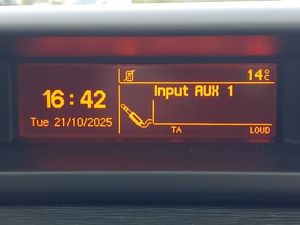 14°C
16:42
Input AUX 1
Tue 21/10/2025
TA LOUD